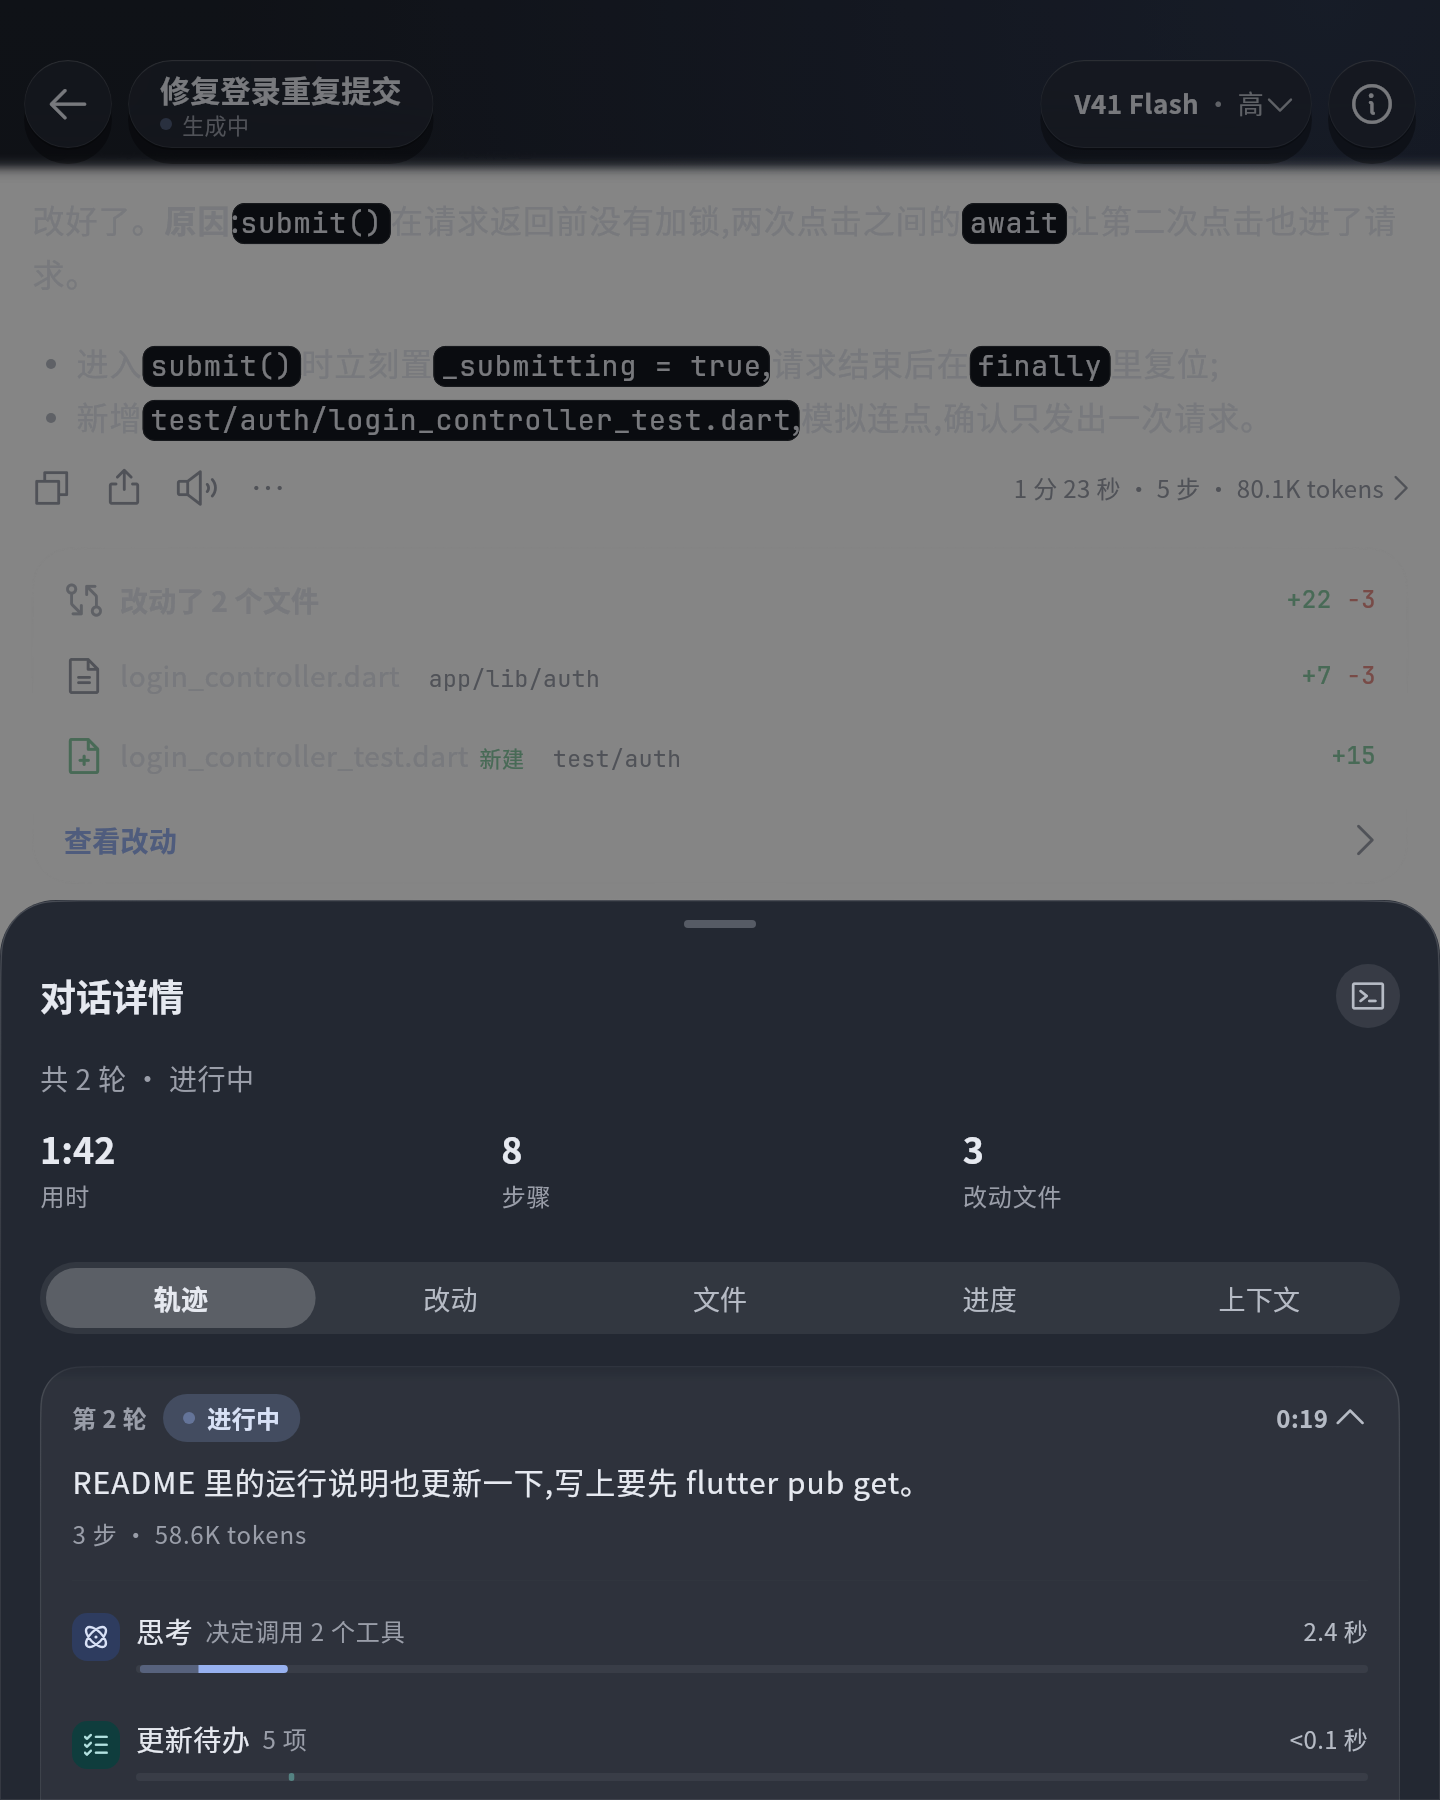 修复登录重复提交
生成中
V41 Flash · 高
改好了。原因:submit()在请求返回前没有加锁,两次点击之间的await让第二次点击也进了请
求。
• 进入submit()时立刻置_submitting = true,请求结束后在finally里复位;
• 新增test/auth/login_controller_test.dart,模拟连点,确认只发出一次请求。
1 分 23 秒 · 5 步 · 80.1K tokens
改动了 2 个文件 +22 -3
login_controller.dart app/lib/auth +7 -3
login_controller_test.dart 新建 test/auth +15
查看改动
对话详情
共 2 轮 · 进行中
1:42 8 3
用时 步骤 改动文件
轨迹 改动 文件 进度 上下文
第 2 轮 进行中 0:19
README 里的运行说明也更新一下,写上要先 flutter pub get。
3 步 · 58.6K tokens
思考 决定调用 2 个工具 2.4 秒
更新待办 5 项 <0.1 秒